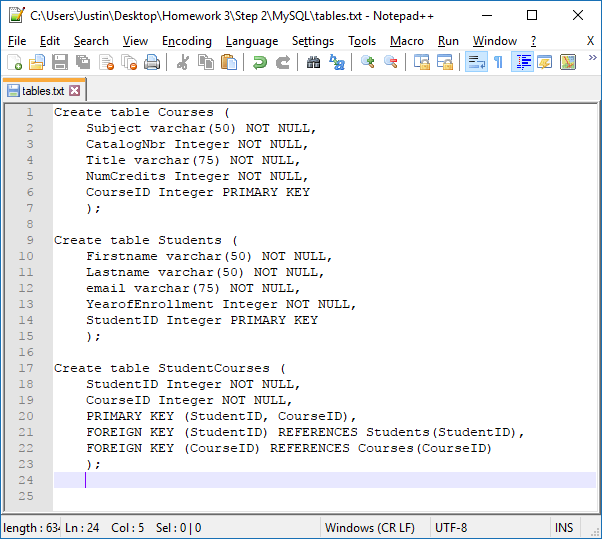 C:\Users\Justin\Desktop\Homework 3\Step 2\MySQL\tables.txt - Notepad++
File Edit Search View Encoding Language Settings Tools Macro Run Window ? X
tables.txt
1 Create table Courses (
2 Subject varchar(50) NOT NULL,
3 CatalogNbr Integer NOT NULL,
4 Title varchar(75) NOT NULL,
5 NumCredits Integer NOT NULL,
6 CourseID Integer PRIMARY KEY
7 );
8
9 Create table Students (
10 Firstname varchar(50) NOT NULL,
11 Lastname varchar(50) NOT NULL,
12 email varchar(75) NOT NULL,
13 YearofEnrollment Integer NOT NULL,
14 StudentID Integer PRIMARY KEY
15 );
16
17 Create table StudentCourses (
18 StudentID Integer NOT NULL,
19 CourseID Integer NOT NULL,
20 PRIMARY KEY (StudentID, CourseID),
21 FOREIGN KEY (StudentID) REFERENCES Students(StudentID),
22 FOREIGN KEY (CourseID) REFERENCES Courses(CourseID)
23 );
24
25
length : 634 Ln : 24 Col : 5 Sel : 0 | 0 Windows (CR LF) UTF-8 INS